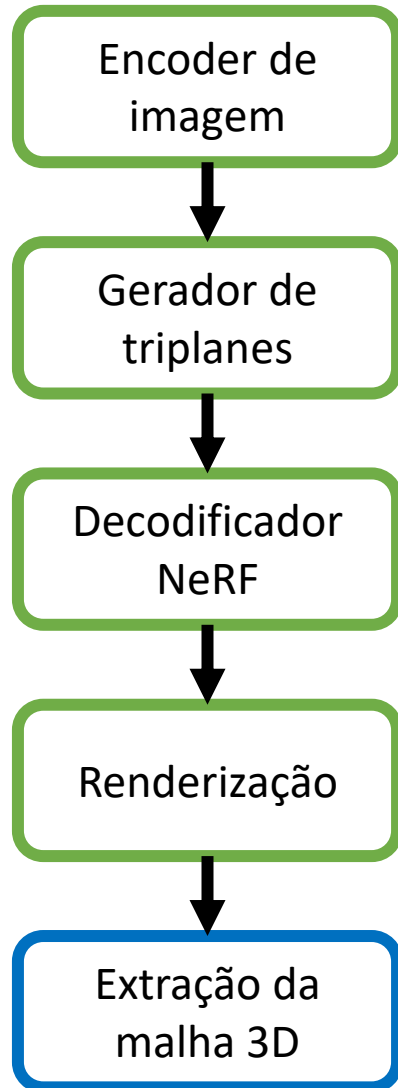 Encoder de
imagem
Gerador de
triplanes
Decodificador
NeRF
Renderização
Extração da
malha 3D